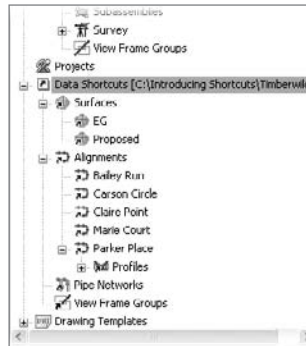 Subassemblies
Survey
View Frame Groups
Projects
Data Shortcuts [C:\Introducing Shortcuts\Timberwil
Surfaces
EG
Proposed
Alignments
Bailey Run
Carson Circle
Claire Point
Marie Court
Parker Place
Profiles
Pipe Networks
View Frame Groups
Drawing Templates